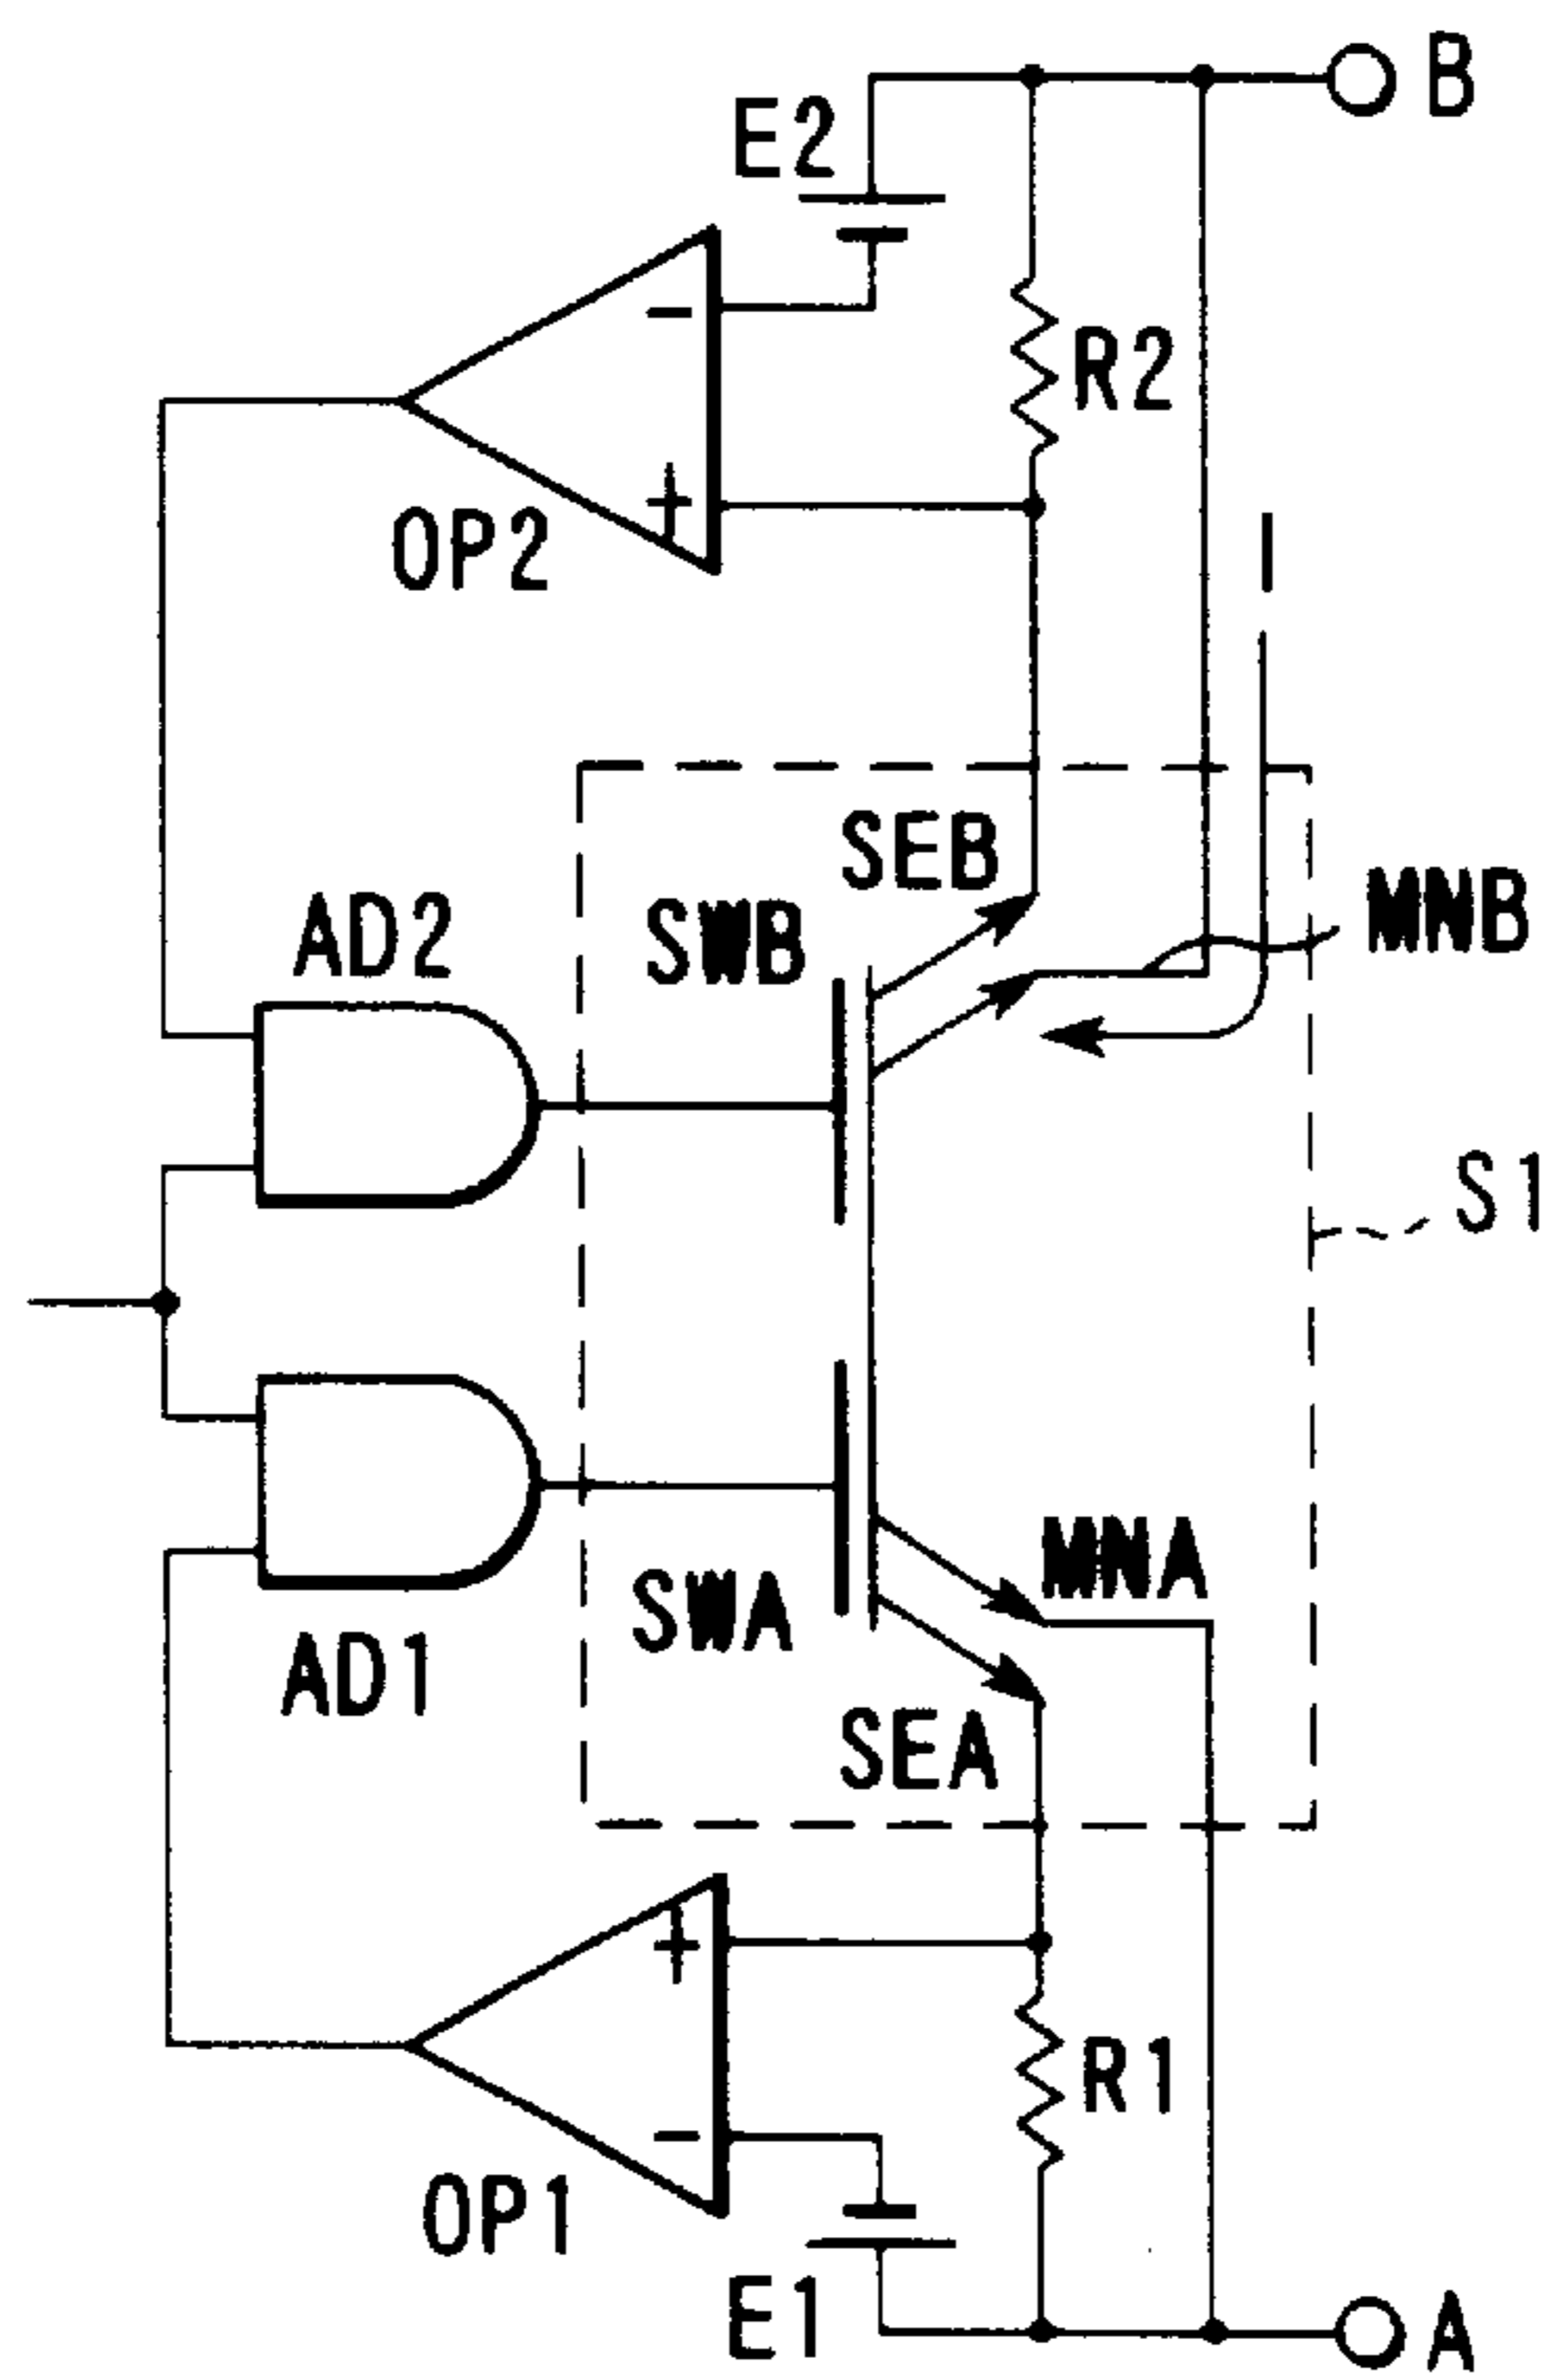 B
E2
-
R2
+
OP2
I
SEB
MNB
AD2
SWB
S1
MNA
SWA
AD1
SEA
+
R1
-
OP1
E1
A